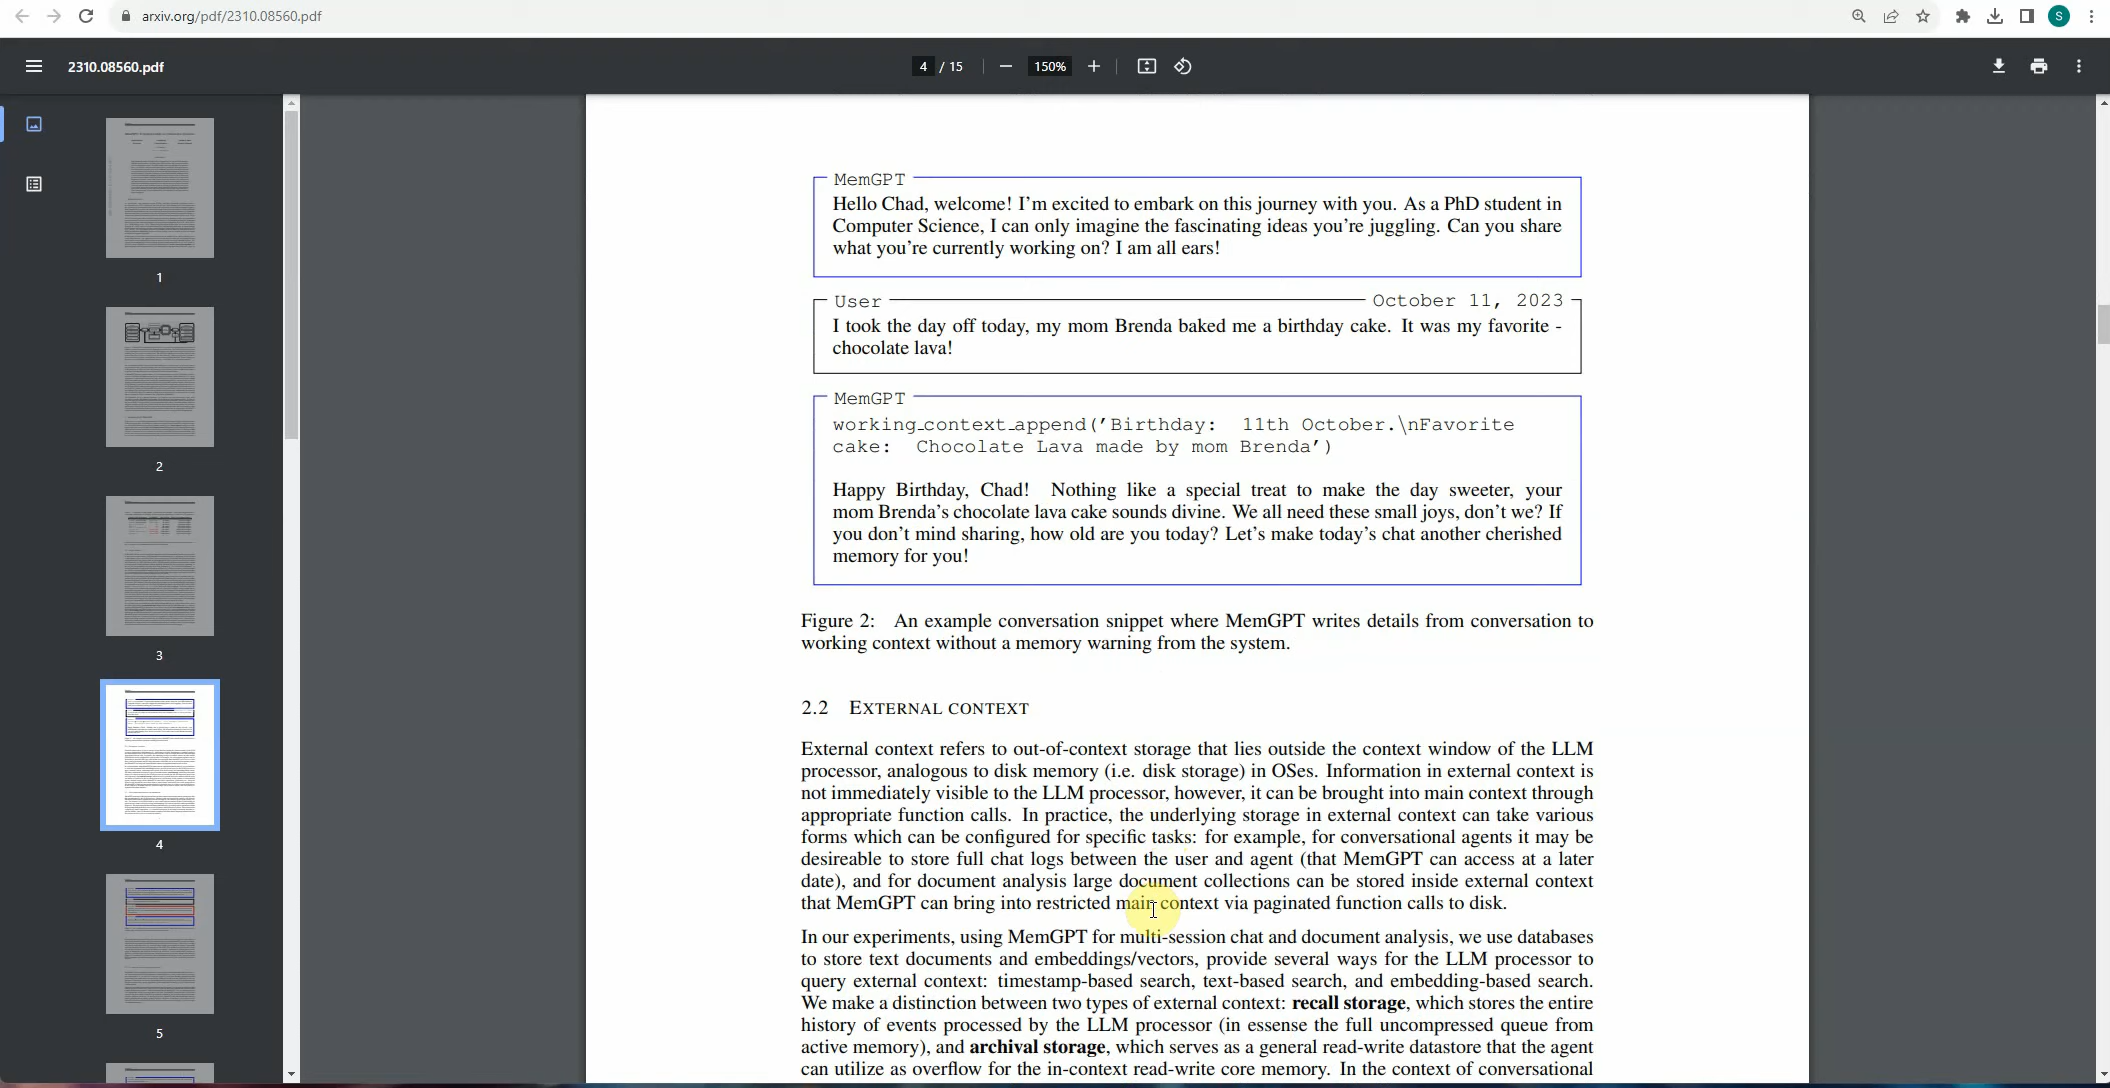 arxiv.org/pdf/2310.08560.pdf
S
2310.08560.pdf
4 / 15
150%
1
2
3
4
5
MemGPT
Hello Chad, welcome! I'm excited to embark on this journey with you. As a PhD student in
Computer Science, I can only imagine the fascinating ideas you're juggling. Can you share
what you're currently working on? I am all ears!
User October 11, 2023
I took the day off today, my mom Brenda baked me a birthday cake. It was my favorite -
chocolate lava!
MemGPT
working_context_append('Birthday: 11th October.\nFavorite
cake: Chocolate Lava made by mom Brenda')
Happy Birthday, Chad! Nothing like a special treat to make the day sweeter, your
mom Brenda's chocolate lava cake sounds divine. We all need these small joys, don't we? If
you don't mind sharing, how old are you today? Let's make today's chat another cherished
memory for you!
Figure 2: An example conversation snippet where MemGPT writes details from conversation to
working context without a memory warning from the system.
2.2 EXTERNAL CONTEXT
External context refers to out-of-context storage that lies outside the context window of the LLM
processor, analogous to disk memory (i.e. disk storage) in OSes. Information in external context is
not immediately visible to the LLM processor, however, it can be brought into main context through
appropriate function calls. In practice, the underlying storage in external context can take various
forms which can be configured for specific tasks: for example, for conversational agents it may be
desireable to store full chat logs between the user and agent (that MemGPT can access at a later
date), and for document analysis large document collections can be stored inside external context
that MemGPT can bring into restricted main context via paginated function calls to disk.
In our experiments, using MemGPT for multi-session chat and document analysis, we use databases
to store text documents and embeddings/vectors, provide several ways for the LLM processor to
query external context: timestamp-based search, text-based search, and embedding-based search.
We make a distinction between two types of external context: recall storage, which stores the entire
history of events processed by the LLM processor (in essense the full uncompressed queue from
active memory), and archival storage, which serves as a general read-write datastore that the agent
can utilize as overflow for the in-context read-write core memory. In the context of conversational